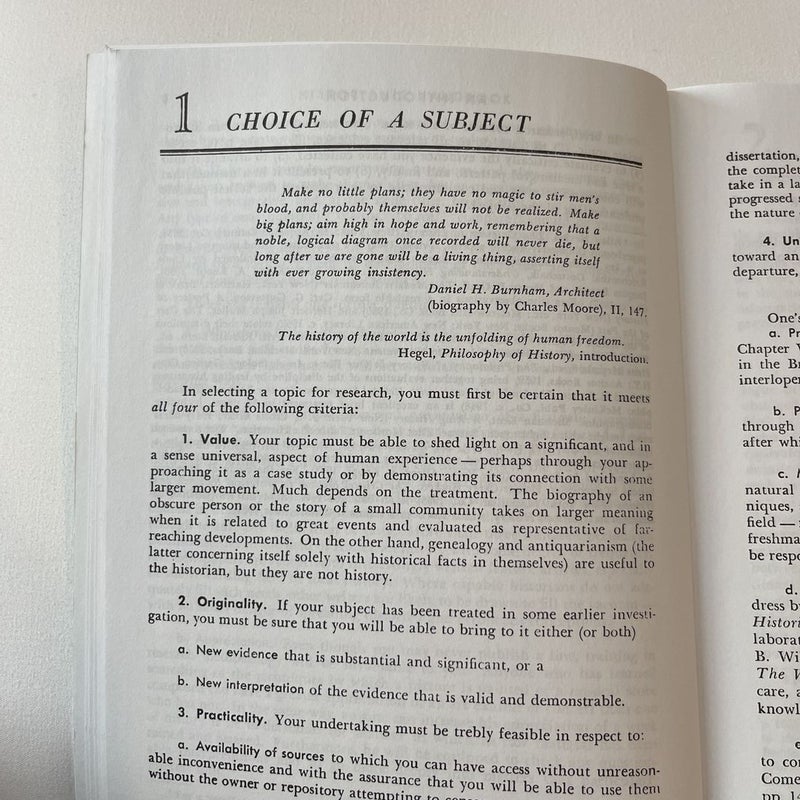 1 CHOICE OF A SUBJECT
Make no little plans; they have no magic to stir men's
blood, and probably themselves will not be realized. Make
big plans; aim high in hope and work, remembering that a
noble, logical diagram once recorded will never die, but
long after we are gone will be a living thing, asserting itself
with ever growing insistency.
Daniel H. Burnham, Architect
(biography by Charles Moore), II, 147.
The history of the world is the unfolding of human freedom.
Hegel, Philosophy of History, introduction.
In selecting a topic for research, you must first be certain that it meets
all four of the following criteria:
1. Value. Your topic must be able to shed light on a significant, and in
a sense universal, aspect of human experience — perhaps through your ap-
proaching it as a case study or by demonstrating its connection with some
larger movement. Much depends on the treatment. The biography of an
obscure person or the story of a small community takes on larger meaning
when it is related to great events and evaluated as representative of far-
reaching developments. On the other hand, genealogy and antiquarianism (the
latter concerning itself solely with historical facts in themselves) are useful to
the historian, but they are not history.
2. Originality. If your subject has been treated in some earlier investi-
gation, you must be sure that you will be able to bring to it either (or both)
a. New evidence that is substantial and significant, or a
b. New interpretation of the evidence that is valid and demonstrable.
3. Practicality. Your undertaking must be trebly feasible in respect to:
a. Availability of sources to which you can have access without unreason-
able inconvenience and with the assurance that you will be able to use them
without the owner or repository attempting to
dissertation,
the complet
take in a la
progressed
the nature
4. Un
toward an
departure,
One's
a. Pr
Chapter V
in the Br
interloper
b. P
through
after whi
c.
natural
niques,
field —
freshma
be respo
d.
dress b
Histori
laborat
B. Wi
The V
care, a
knowl
e
to co
Come
pp. 14